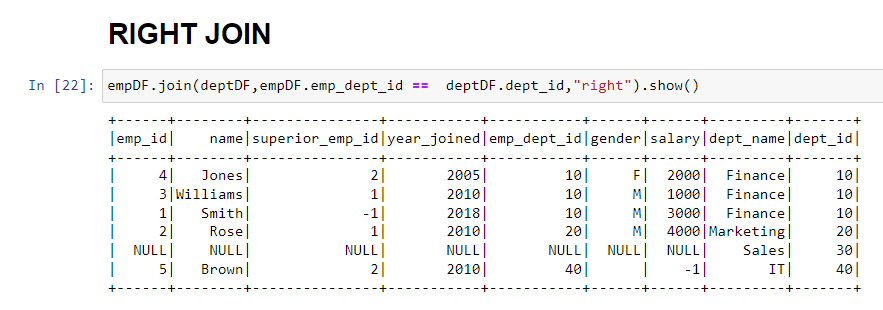 RIGHT JOIN
In [22]: empDF.join(deptDF,empDF.emp_dept_id ==  deptDF.dept_id,"right").show()
+------+--------+---------------+-----------+-----------+------+------+---------+-------+
|emp_id|    name|superior_emp_id|year_joined|emp_dept_id|gender|salary|dept_name|dept_id|
+------+--------+---------------+-----------+-----------+------+------+---------+-------+
|     4|   Jones|              2|       2005|         10|     F|  2000|  Finance|     10|
|     3|Williams|              1|       2010|         10|     M|  1000|  Finance|     10|
|     1|   Smith|             -1|       2018|         10|     M|  3000|  Finance|     10|
|     2|    Rose|              1|       2010|         20|     M|  4000|Marketing|     20|
|  NULL|    NULL|           NULL|       NULL|       NULL|  NULL|  NULL|    Sales|     30|
|     5|   Brown|              2|       2010|         40|      |    -1|       IT|     40|
+------+--------+---------------+-----------+-----------+------+------+---------+-------+